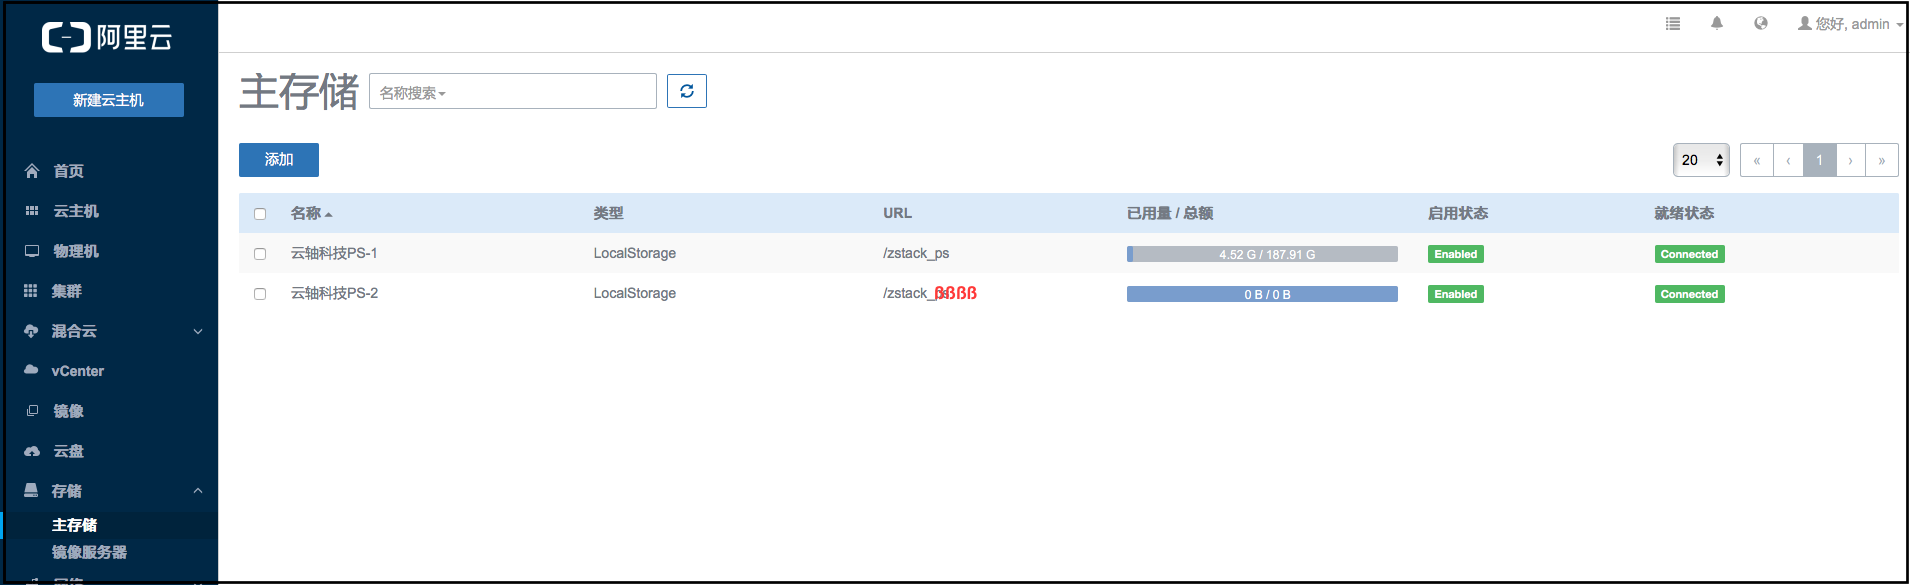 阿里云
您好, admin
新建云主机
主存储
名称搜索
添加
20
« ‹ 1 › »
首页
云主机
物理机
集群
混合云
vCenter
镜像
云盘
存储
主存储
镜像服务器
名称 类型 URL 已用量 / 总额 启用状态 就绪状态
云轴科技PS-1 LocalStorage /zstack_ps 4.52 G / 187.91 G Enabled Connected
云轴科技PS-2 LocalStorage /zstack_ ßßßß 0 B / 0 B Enabled Connected